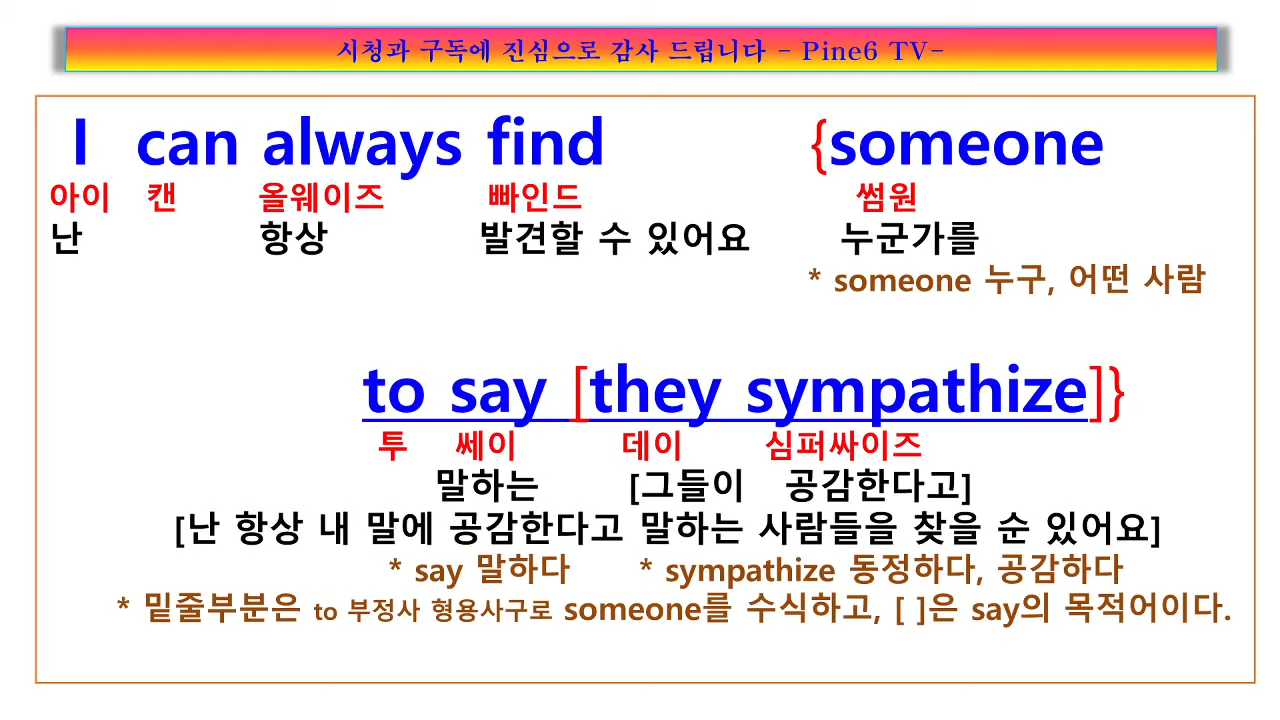 시청과 구독에 진심으로 감사 드립니다 - Pine6 TV-
I can always find {someone
아이 캔 올웨이즈 빠인드 썸원
난 항상 발견할 수 있어요 누군가를
* someone 누구, 어떤 사람
to say [they sympathize]}
투 쎄이 데이 심퍼싸이즈
말하는 [그들이 공감한다고]
[난 항상 내 말에 공감한다고 말하는 사람들을 찾을 순 있어요]
* say 말하다 * sympathize 동정하다, 공감하다
* 밑줄부분은 to 부정사 형용사구로 someone를 수식하고, [ ]은 say의 목적어이다.